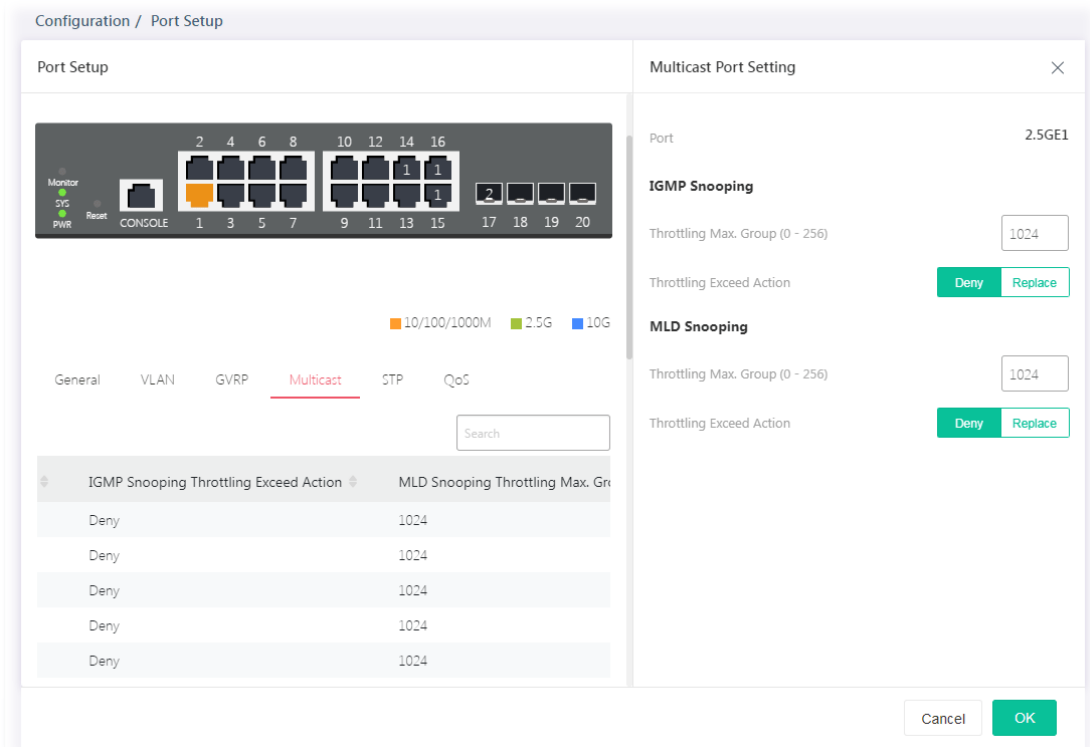 Configuration / Port Setup
Port Setup
2 4 6 8 10 12 14 16
1 1
Monitor
SYS
PWR
Reset
CONSOLE
1
2
1 3 5 7 9 11 13 15 17 18 19 20
10/100/1000M 2.5G 10G
General VLAN GVRP Multicast STP QoS
Search
IGMP Snooping Throttling Exceed Action MLD Snooping Throttling Max. Gro
Deny 1024
Deny 1024
Deny 1024
Deny 1024
Deny 1024
Multicast Port Setting
Port 2.5GE1
IGMP Snooping
Throttling Max. Group (0 - 256) 1024
Throttling Exceed Action Deny Replace
MLD Snooping
Throttling Max. Group (0 - 256) 1024
Throttling Exceed Action Deny Replace
Cancel OK